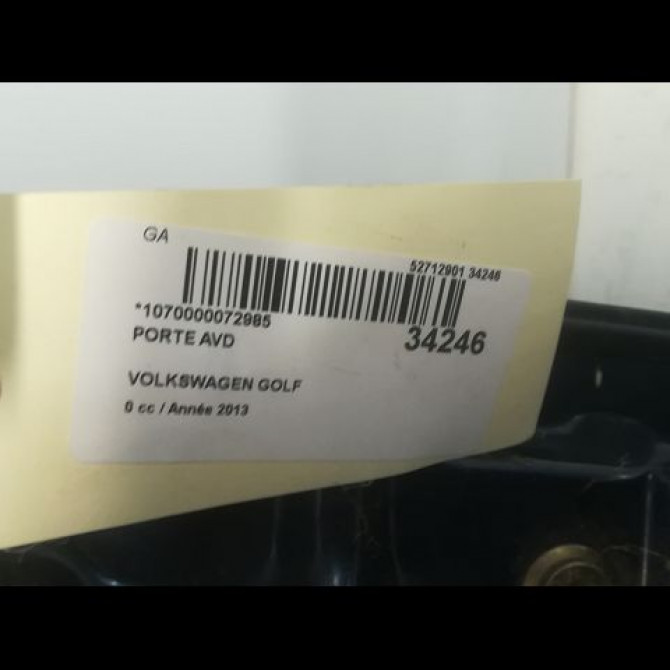 GA
52712901 34246
*1070000072985
34246
PORTE AVD
VOLKSWAGEN GOLF
0 cc / Année 2013